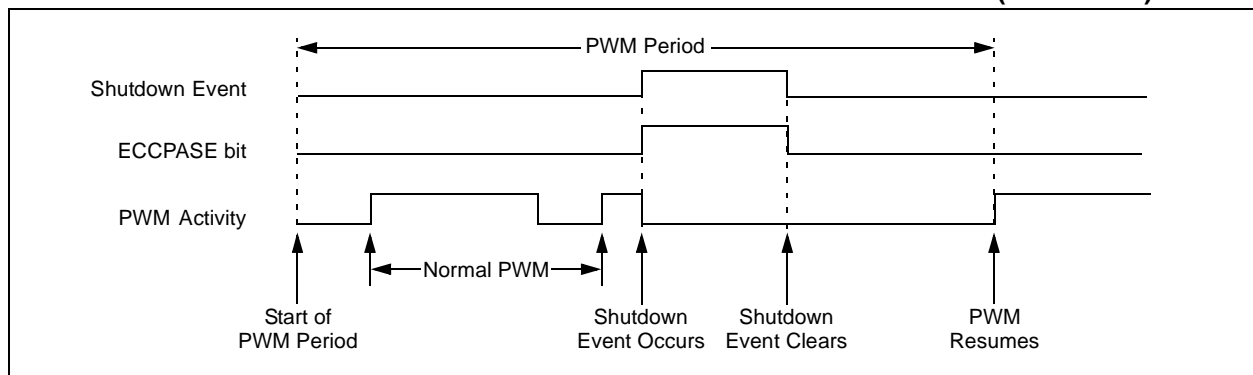 PWM Period
Shutdown Event
ECCPASE bit
PWM Activity
Normal PWM
Start of
PWM Period
Shutdown
Event Occurs
Shutdown
Event Clears
PWM
Resumes